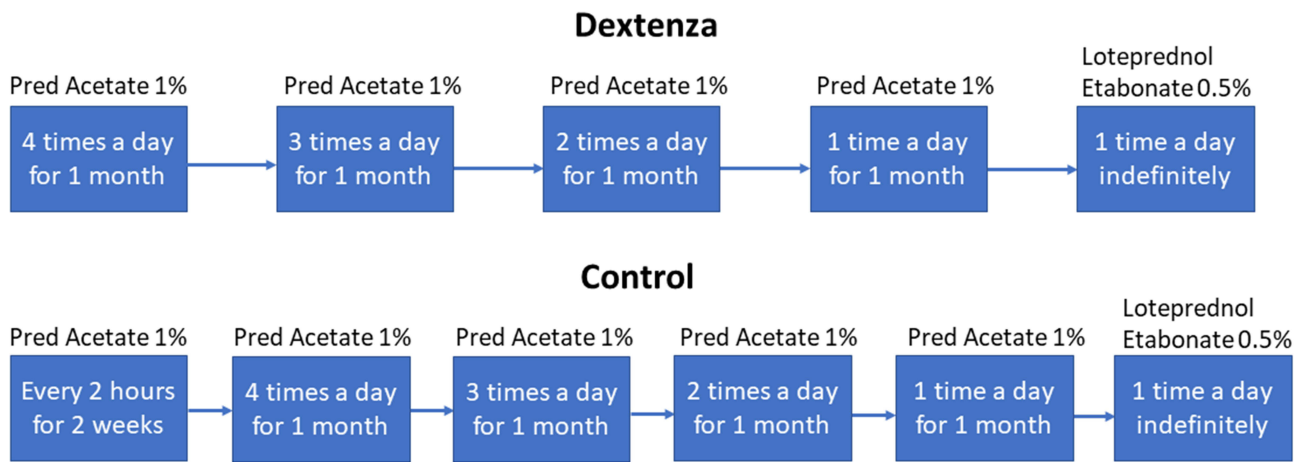 Dextenza
Loteprednol
Pred Acetate 1% Pred Acetate 1% Pred Acetate 1% Pred Acetate 1% Etabonate 0.5%
4 times a day 3 times a day 2 times a day 1 time a day 1 time a day
for 1 month for 1 month for 1 month for 1 month indefinitely
Control
Loteprednol
Pred Acetate 1% Pred Acetate 1% Pred Acetate 1% Pred Acetate 1% Pred Acetate 1% Etabonate 0.5%
Every 2 hours 4 times a day 3 times a day 2 times a day 1 time a day 1 time a day
for 2 weeks for 1 month for 1 month for 1 month for 1 month indefinitely